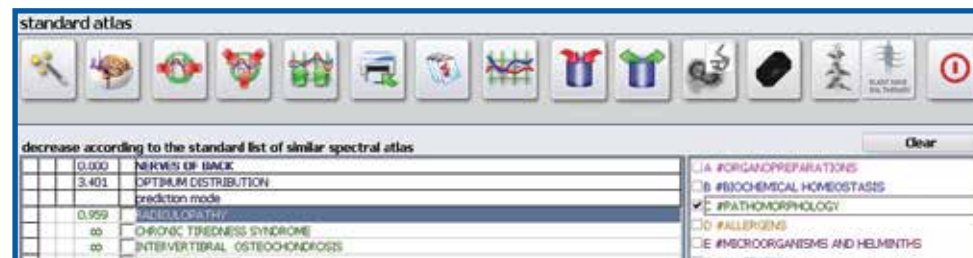 standard atlas
decrease according to the standard list of similar spectral atlas
Clear
0.000 NERVES OF BACK
3.401 OPTIMUM DISTRIBUTION
prediction mode
0.959 RADICULOPATHY
∞ CHRONIC TIREDNESS SYNDROME
∞ INTERVERTIBRAL OSTEOCHONDROSIS
A #ORGANOPREPARATIONS
B #BIOCHEMICAL HOMEOSTASIS
C #PATHOMORPHOLOGY
D #ALLERGENS
E #MICROORGANISMS AND HELMINTHS